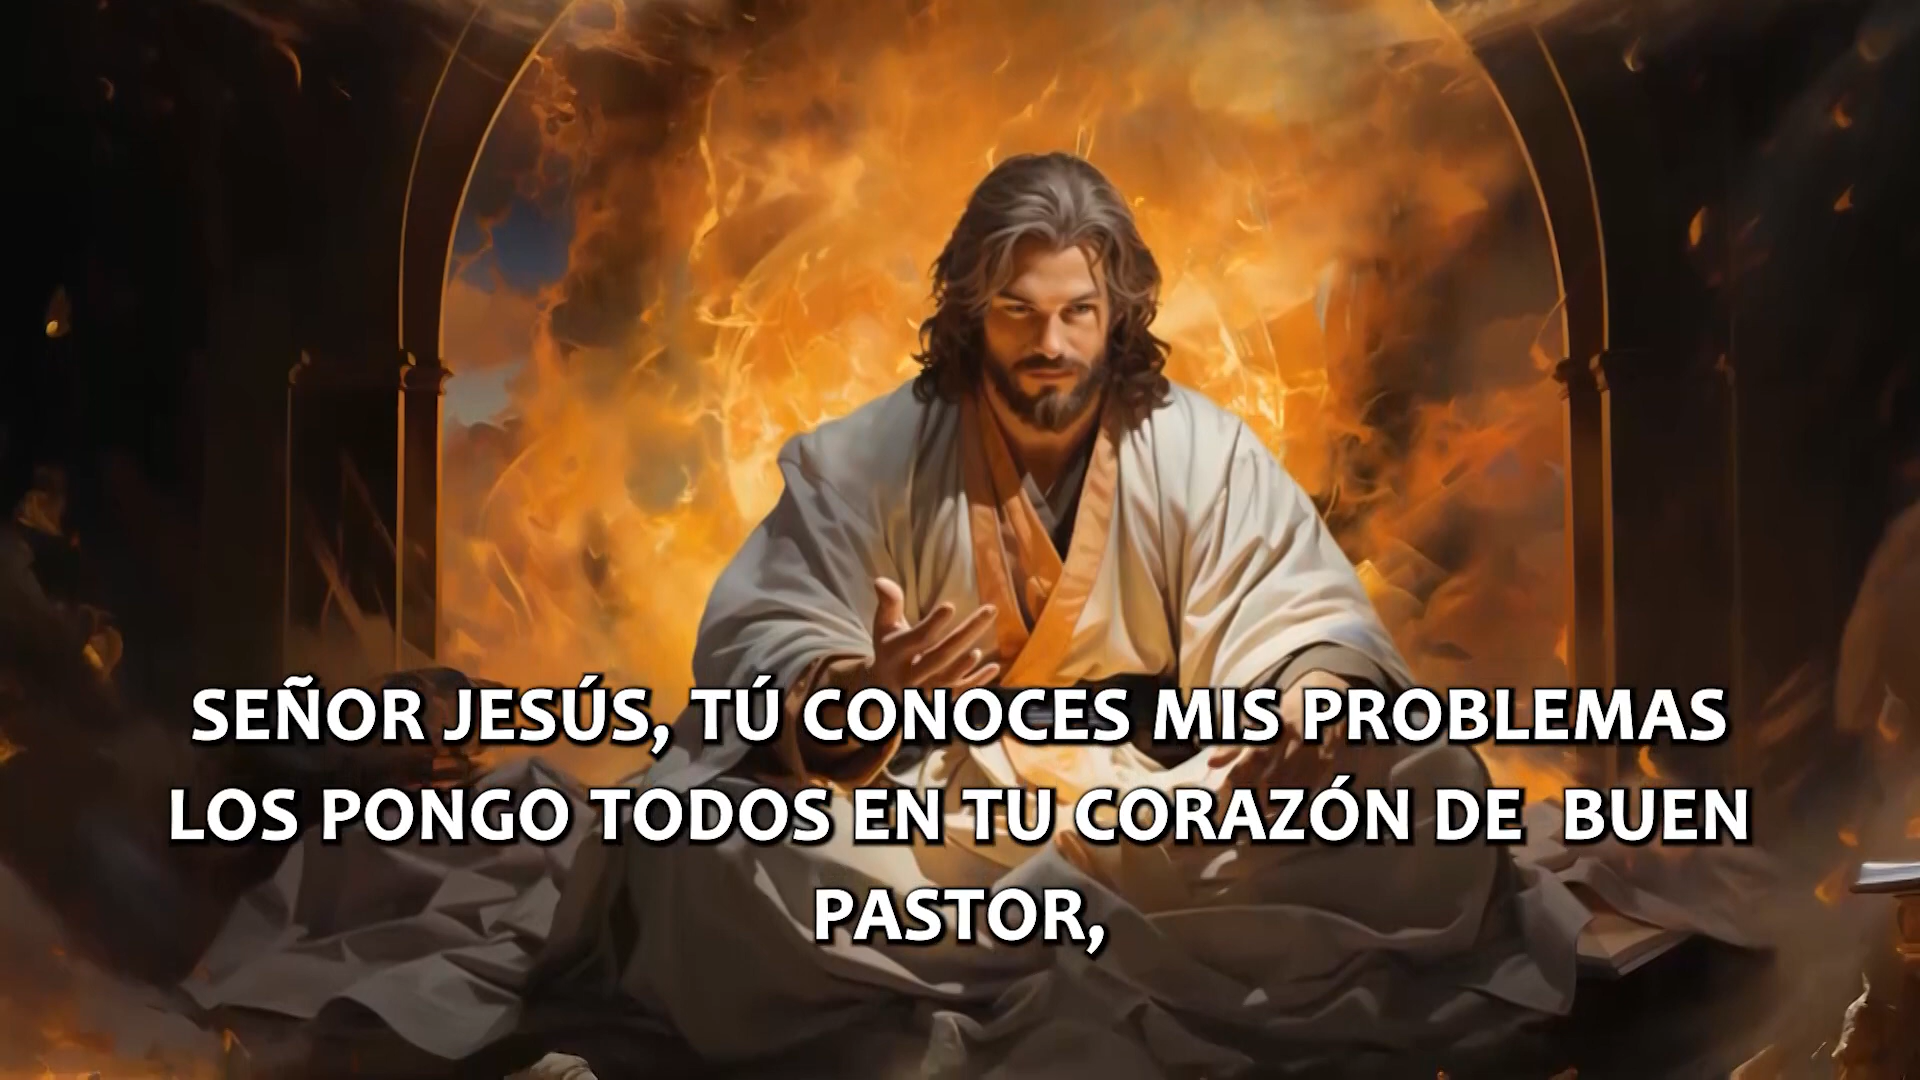 SEÑOR JESÚS, TÚ CONOCES MIS PROBLEMAS
LOS PONGO TODOS EN TU CORAZÓN DE  BUEN
PASTOR,